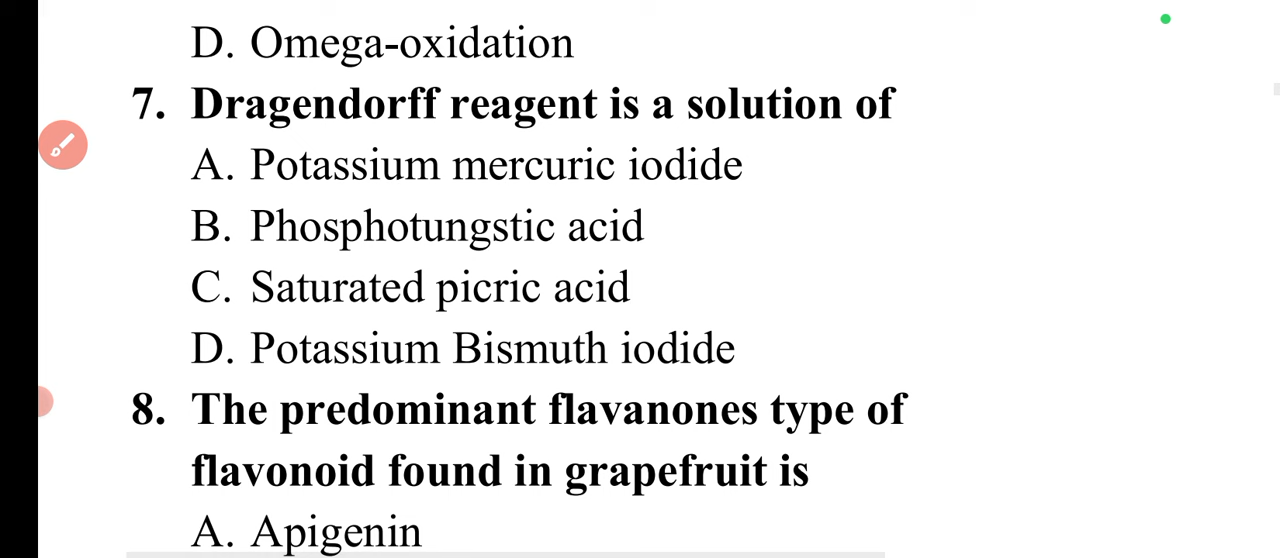 D. Omega-oxidation
7. Dragendorff reagent is a solution of
A. Potassium mercuric iodide
B. Phosphotungstic acid
C. Saturated picric acid
D. Potassium Bismuth iodide
8. The predominant flavanones type of
flavonoid found in grapefruit is
A. Apigenin